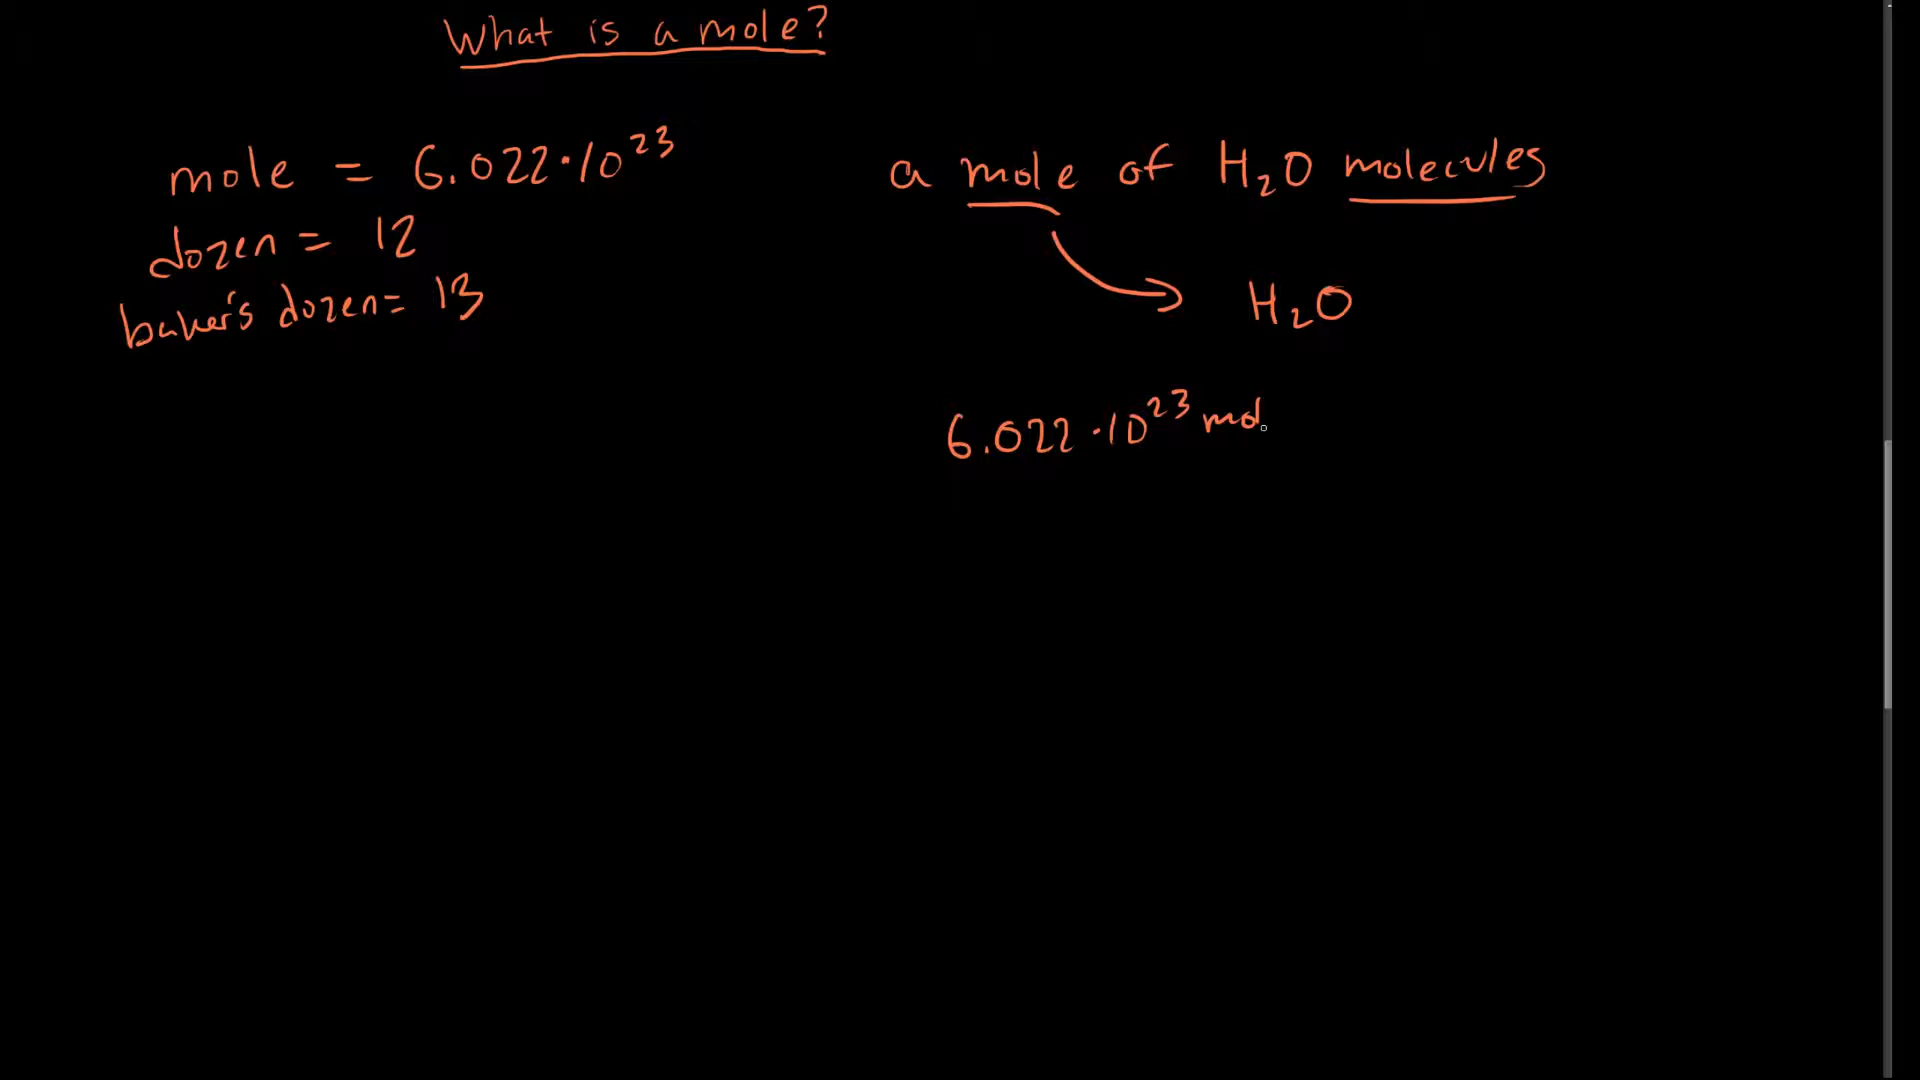 What is a mole?
mole = 6.022·10²³
dozen = 12
baker's dozen = 13
a mole of H₂O molecules
H₂O
6.022·10²³ mol